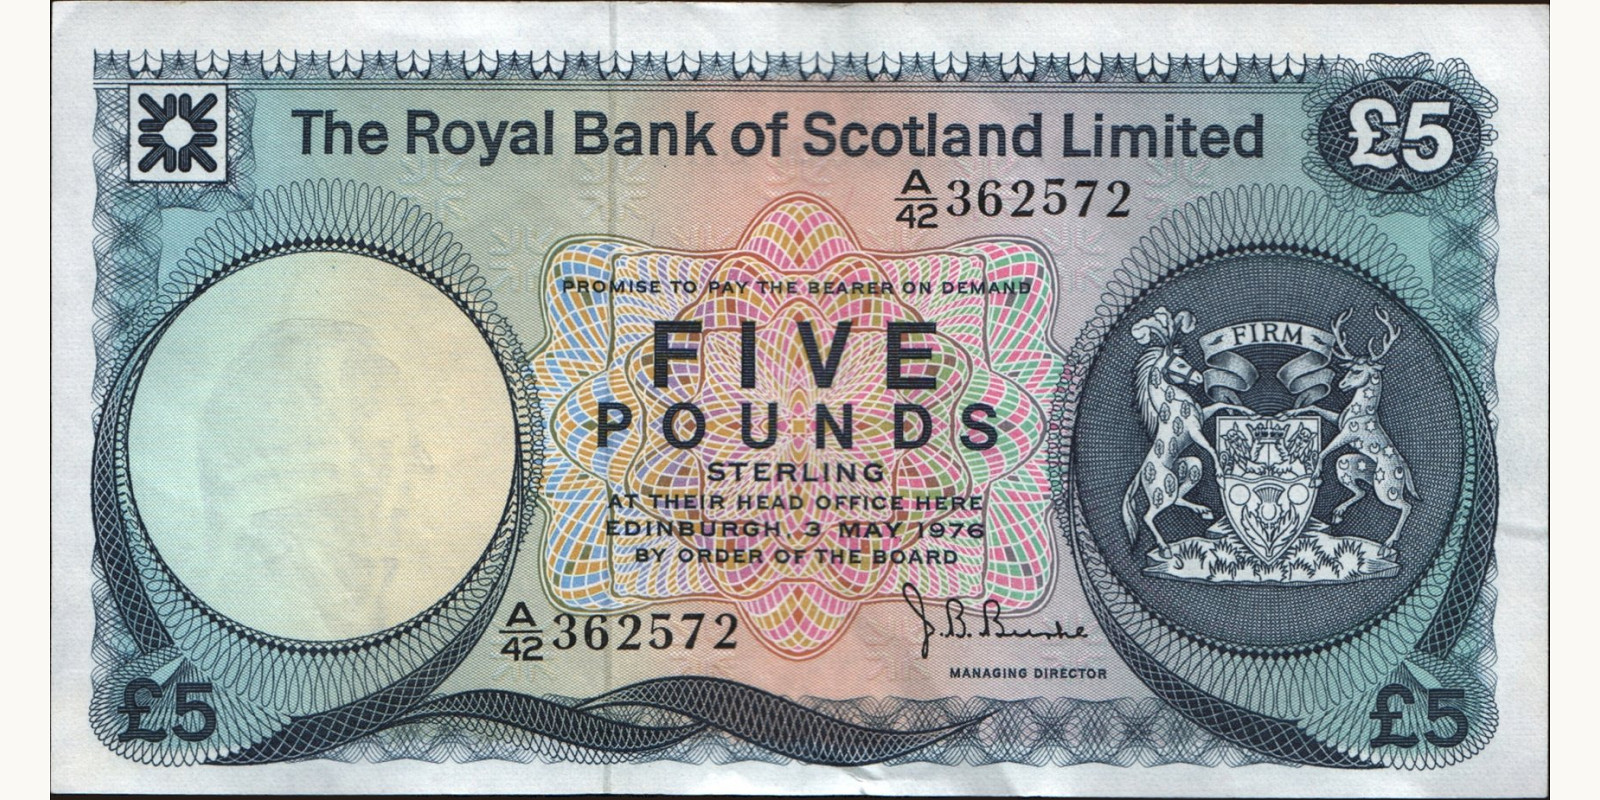 The Royal Bank of Scotland Limited
£5
A/42 362572
PROMISE TO PAY THE BEARER ON DEMAND
FIVE
POUNDS
STERLING
AT THEIR HEAD OFFICE HERE
EDINBURGH, 3 MAY 1976
BY ORDER OF THE BOARD
FIRM
A/42 362572
J.B. Burke
MANAGING DIRECTOR
£5
£5